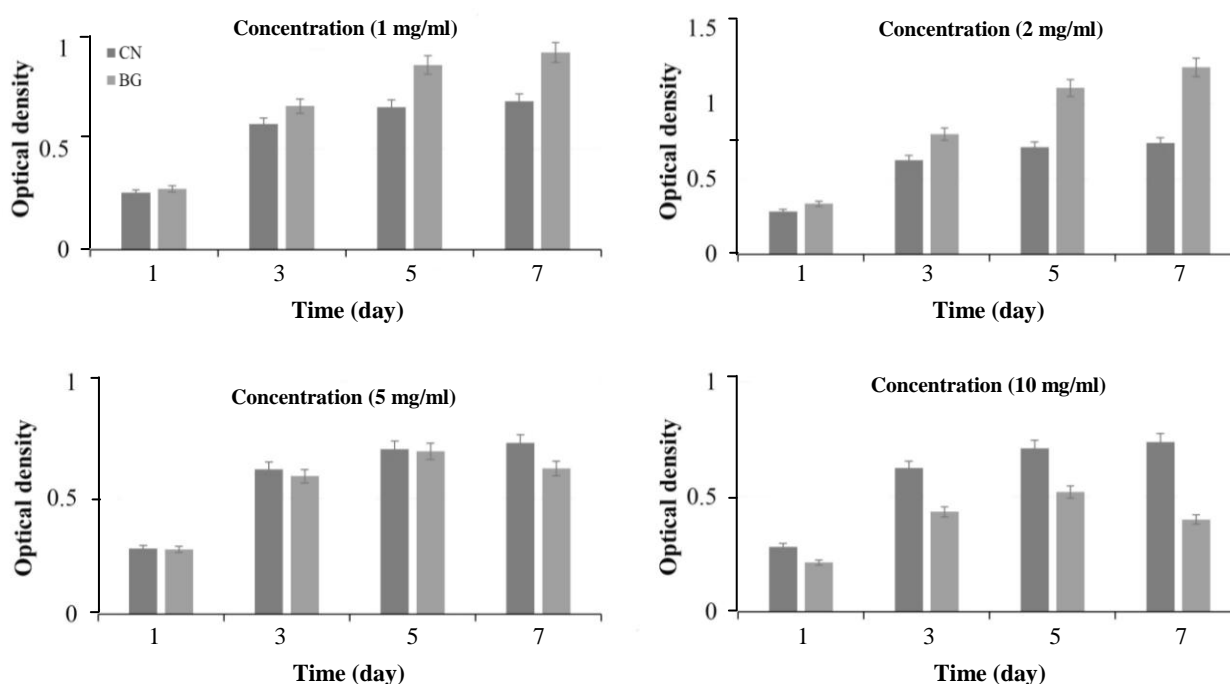 Concentration (1 mg/ml)
1
CN
BG
Optical density
0.5
0
1 3 5 7
Time (day)
Concentration (2 mg/ml)
1.5
1
Optical density
0.5
0
1 3 5 7
Time (day)
Concentration (5 mg/ml)
1
Optical density
0.5
0
1 3 5 7
Time (day)
Concentration (10 mg/ml)
1
Optical density
0.5
0
1 3 5 7
Time (day)